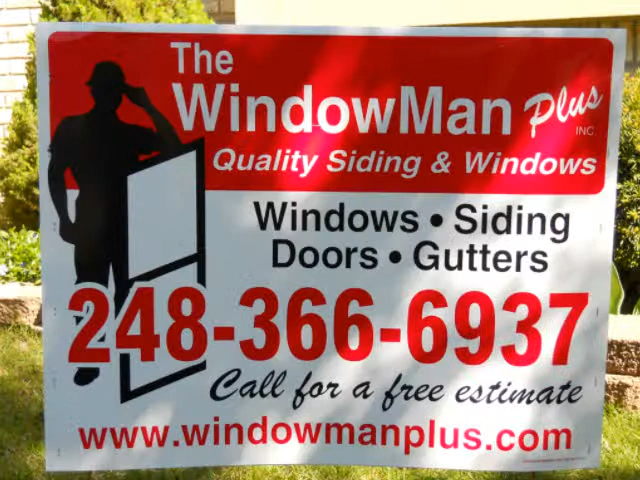 The
WindowMan Plus
INC.
Quality Siding & Windows
Windows • Siding
Doors • Gutters
248-366-6937
Call for a free estimate
www.windowmanplus.com